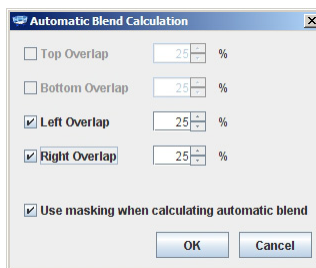 Automatic Blend Calculation
Top Overlap 25 %
Bottom Overlap 25 %
Left Overlap 25 %
Right Overlap 25 %
Use masking when calculating automatic blend
OK Cancel